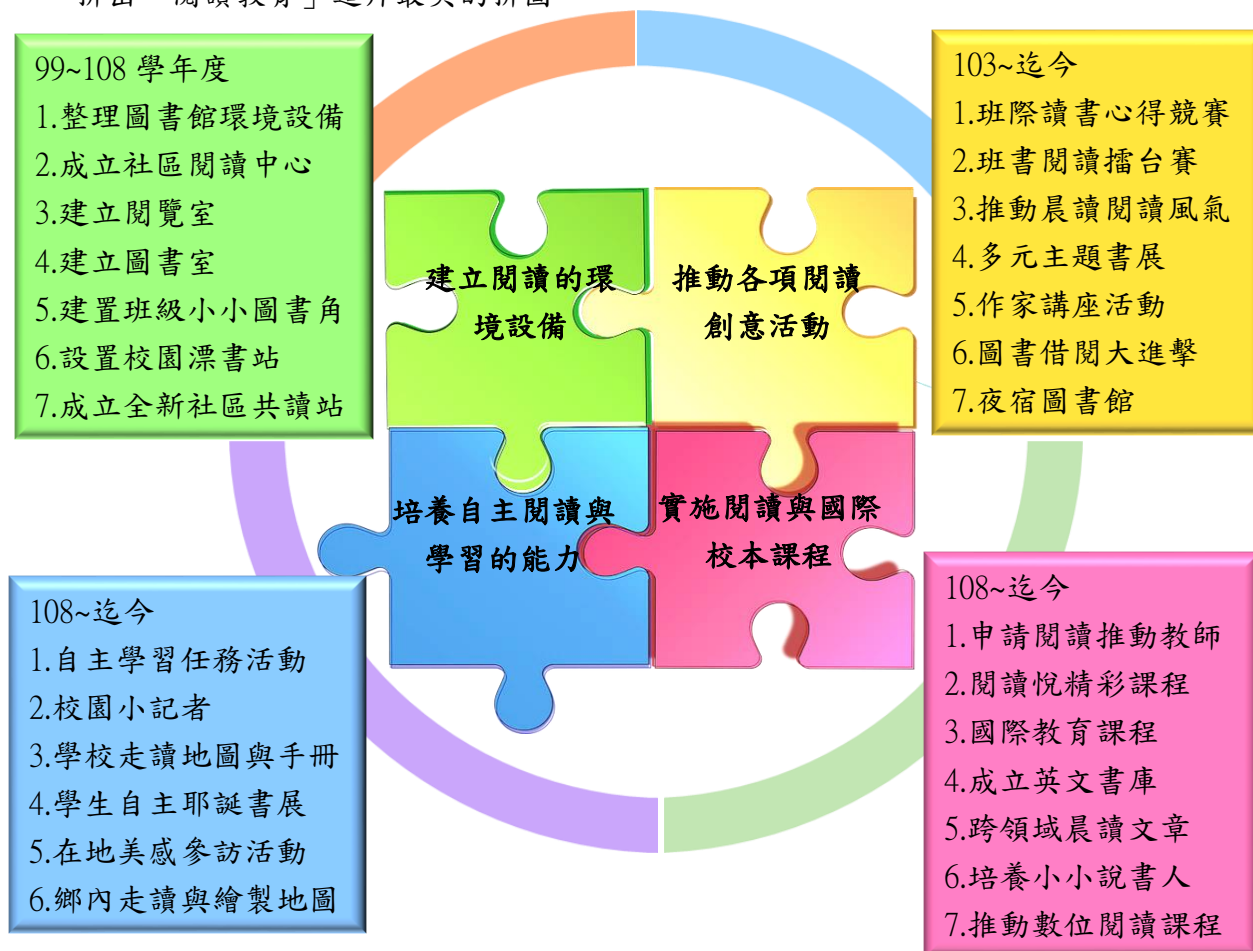 拼出「閱讀教育」這片最美的拼圖
99~108 學年度
1.整理圖書館環境設備
2.成立社區閱讀中心
3.建立閱覽室
4.建立圖書室
5.建置班級小小圖書角
6.設置校園漂書站
7.成立全新社區共讀站
103~迄今
1.班際讀書心得競賽
2.班書閱讀擂台賽
3.推動晨讀閱讀風氣
4.多元主題書展
5.作家講座活動
6.圖書借閱大進擊
7.夜宿圖書館
建立閱讀的環
境設備
推動各項閱讀
創意活動
培養自主閱讀與
學習的能力
實施閱讀與國際
校本課程
108~迄今
1.自主學習任務活動
2.校園小記者
3.學校走讀地圖與手冊
4.學生自主耶誕書展
5.在地美感參訪活動
6.鄉內走讀與繪製地圖
108~迄今
1.申請閱讀推動教師
2.閱讀悅精彩課程
3.國際教育課程
4.成立英文書庫
5.跨領域晨讀文章
6.培養小小說書人
7.推動數位閱讀課程